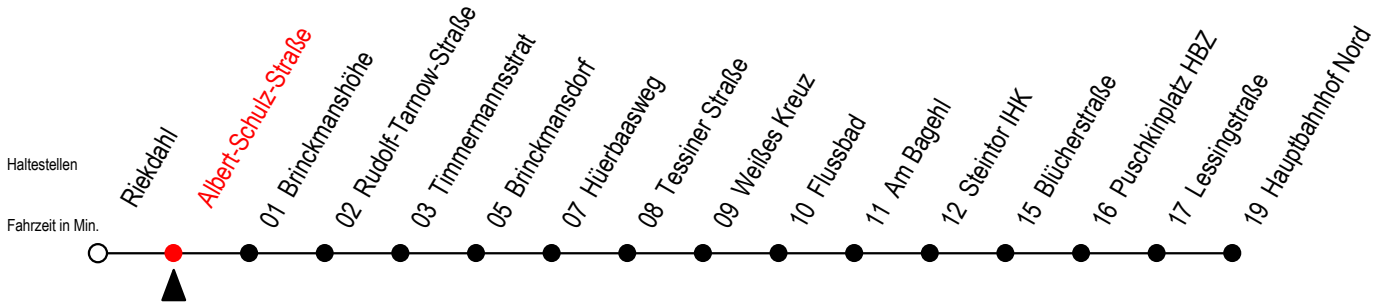 Haltestellen
Fahrzeit in Min.
Riekdahl
Albert-Schulz-Straße
01 Brinckmanshöhe
02 Rudolf-Tarnow-Straße
03 Timmermannsstrat
05 Brinckmansdorf
07 Hüerbaasweg
08 Tessiner Straße
09 Weißes Kreuz
10 Flussbad
11 Am Bagehl
12 Steintor IHK
15 Blücherstraße
16 Puschkinplatz HBZ
17 Lessingstraße
19 Hauptbahnhof Nord